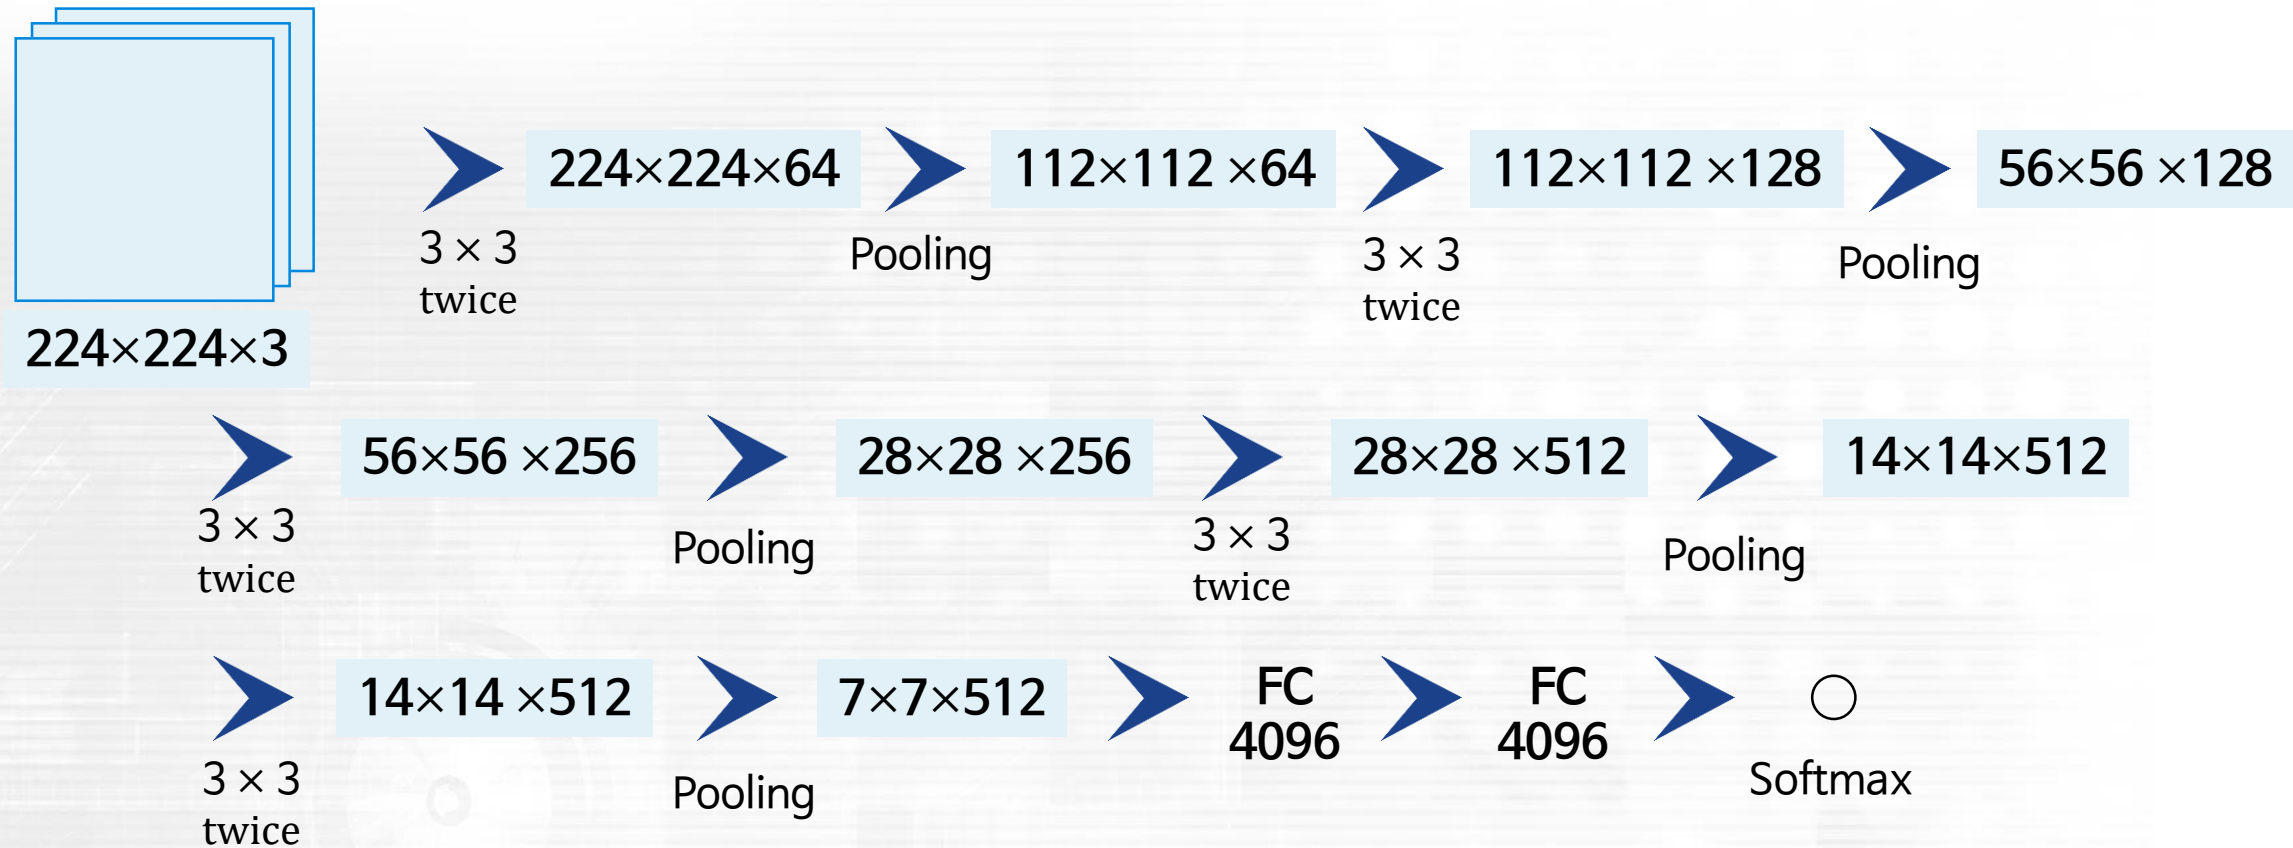 224×224×3
3 × 3
twice
224×224×64
Pooling
112×112 ×64
3 × 3
twice
112×112 ×128
Pooling
56×56 ×128
3 × 3
twice
56×56 ×256
Pooling
28×28 ×256
3 × 3
twice
28×28 ×512
Pooling
14×14×512
3 × 3
twice
14×14 ×512
Pooling
7×7×512
FC
4096
FC
4096
Softmax